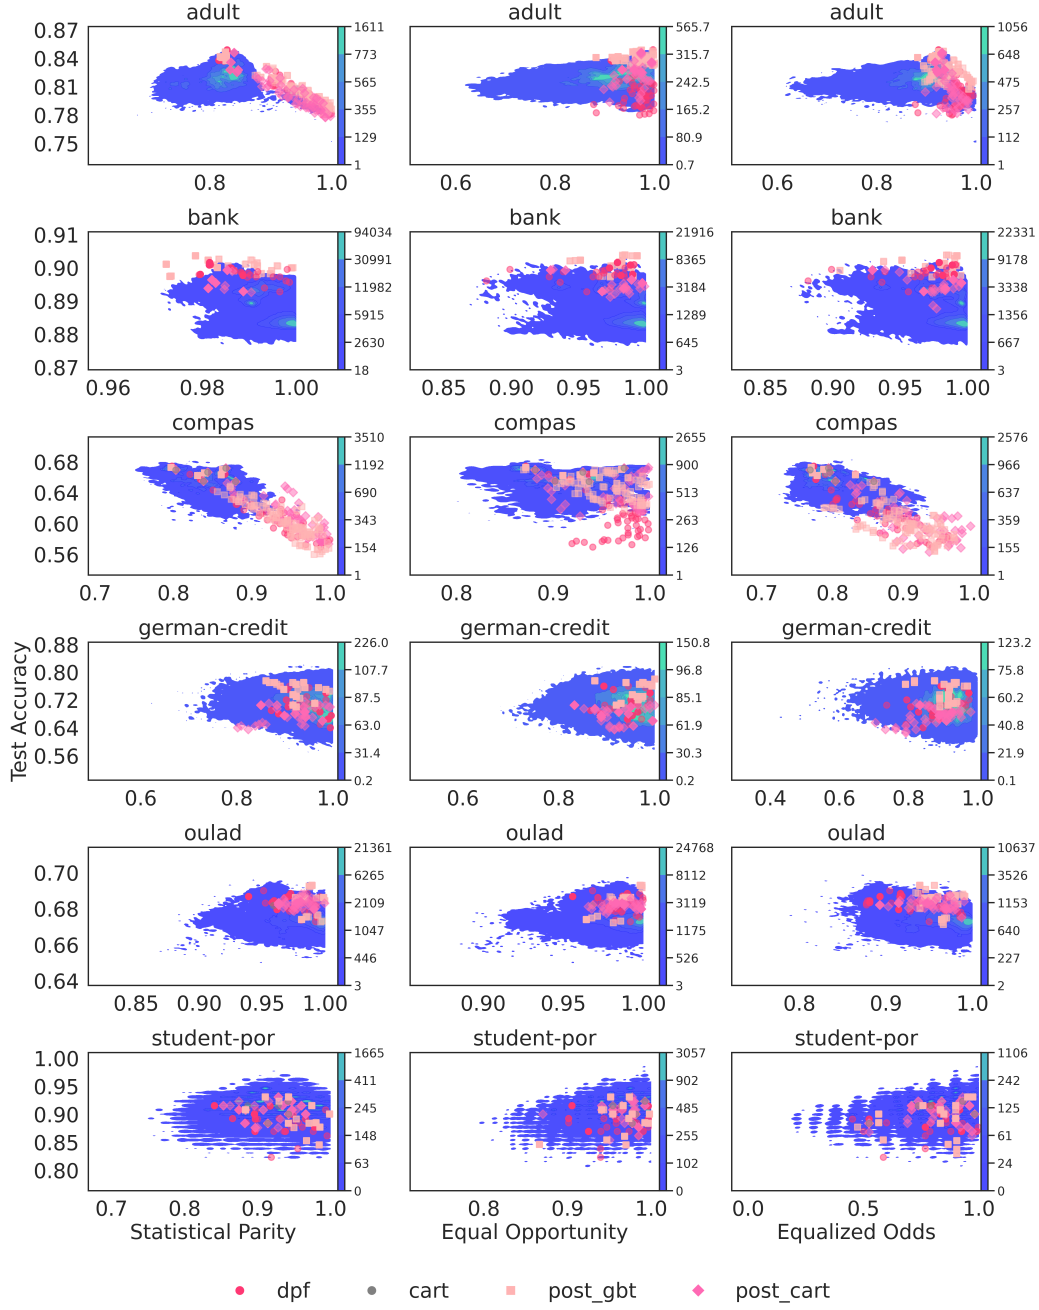 adult adult adult
0.87 0.84 0.81 0.78 0.75
1611 773 565 355 129 1
565.7 315.7 242.5 165.2 80.9 0.7
1056 648 475 257 112 1
0.8 1.0 0.6 0.8 1.0 0.6 0.8 1.0
bank bank bank
0.91 0.90 0.89 0.88 0.87
94034 30991 11982 5915 2630 18
21916 8365 3184 1289 645 3
22331 9178 3338 1356 667 3
0.96 0.98 1.00 0.85 0.90 0.95 1.00 0.85 0.90 0.95 1.00
compas compas compas
0.68 0.64 0.60 0.56
3510 1192 690 343 154 1
2655 900 513 263 126 1
2576 966 637 359 155 1
0.7 0.8 0.9 1.0 0.8 0.9 1.0 0.7 0.8 0.9 1.0
german-credit german-credit german-credit
0.88 0.80 0.72 0.64 0.56
226.0 107.7 87.5 63.0 31.4 0.2
150.8 96.8 85.1 61.9 30.3 0.2
123.2 75.8 60.2 40.8 21.9 0.1
0.6 0.8 1.0 0.6 0.8 1.0 0.4 0.6 0.8 1.0
Test Accuracy
oulad oulad oulad
0.70 0.68 0.66 0.64
21361 6265 2109 1047 446 3
24768 8112 3119 1175 526 3
10637 3526 1153 640 227 2
0.85 0.90 0.95 1.00 0.90 0.95 1.00 0.8 0.9 1.0
student-por student-por student-por
1.00 0.95 0.90 0.85 0.80
1665 411 245 148 63 0
3057 902 485 255 102 0
1106 242 125 61 24 0
0.7 0.8 0.9 1.0 0.8 0.9 1.0 0.0 0.5 1.0
Statistical Parity Equal Opportunity Equalized Odds
dpf cart post_gbt post_cart